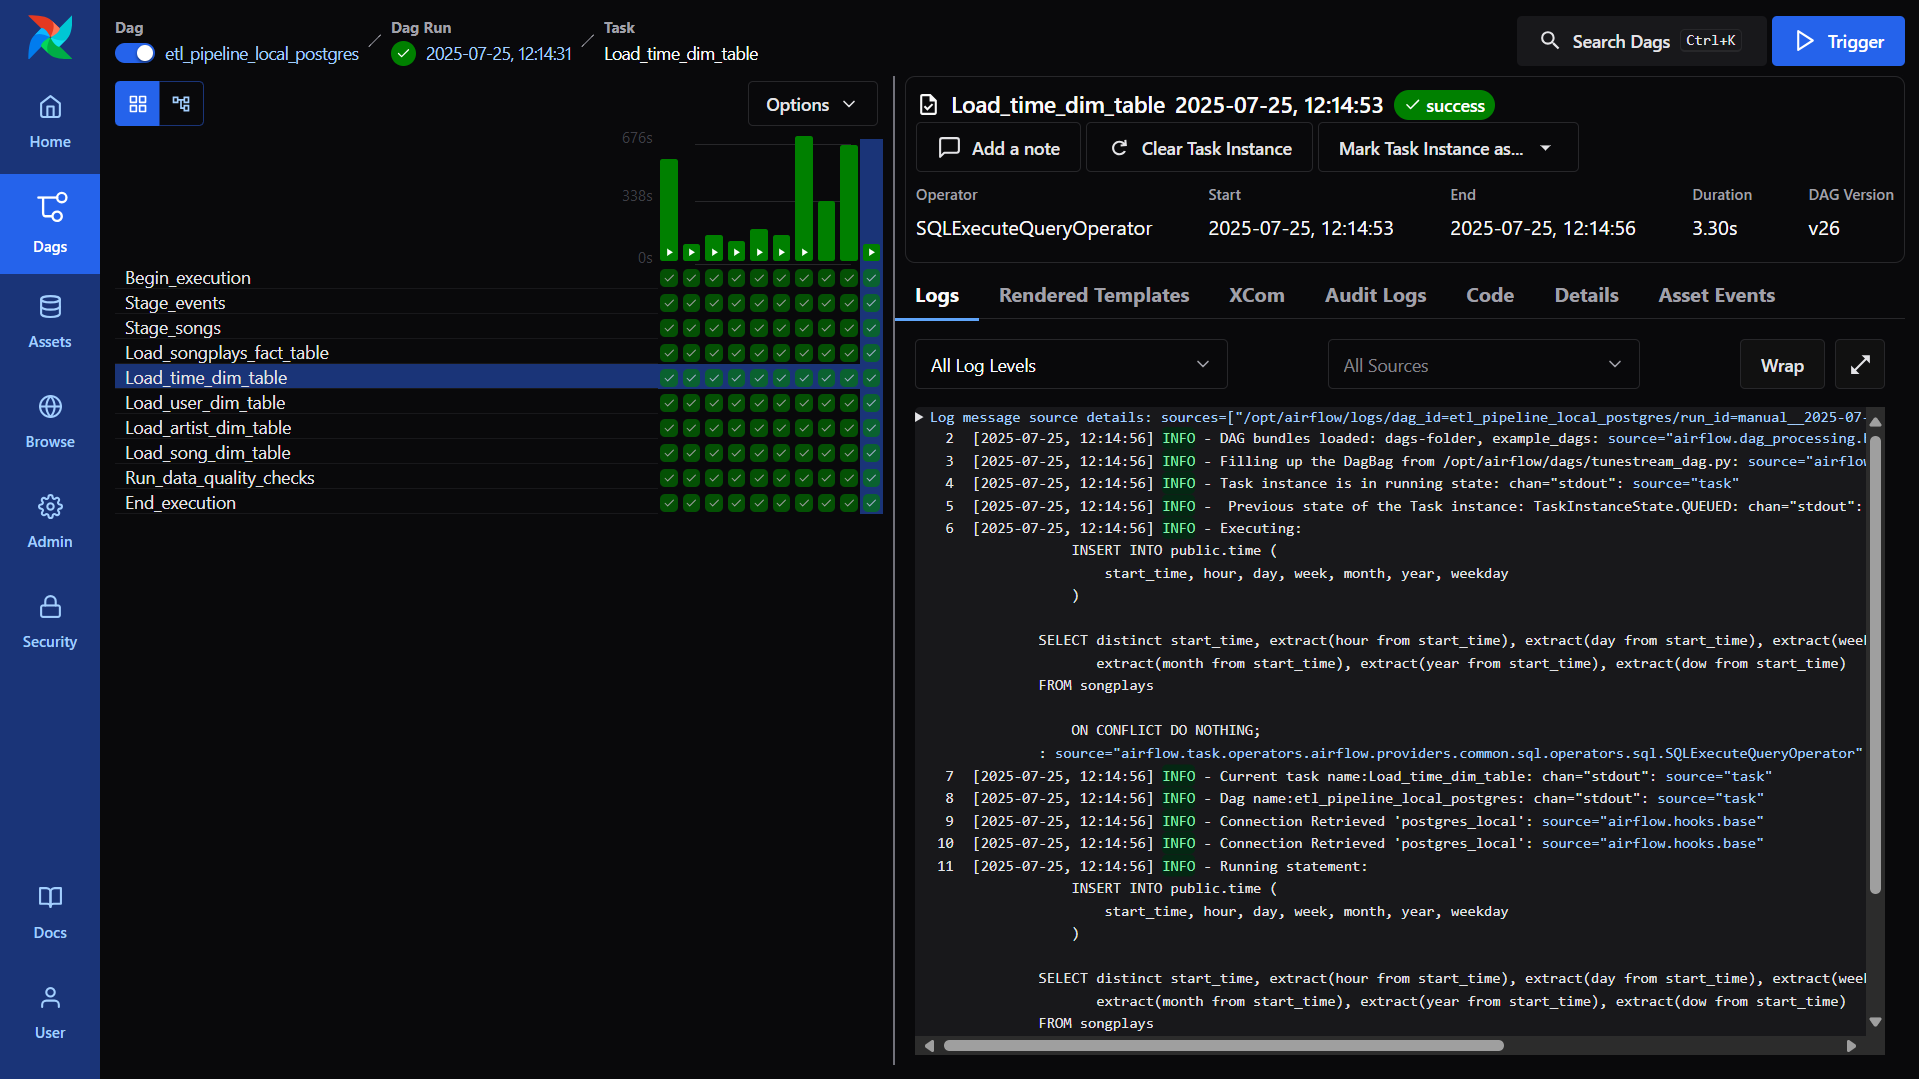 Dag
etl_pipeline_local_postgres
Dag Run
2025-07-25, 12:14:31
Task
Load_time_dim_table
Search Dags Ctrl+K
Trigger
Home
Dags
Assets
Browse
Admin
Security
Docs
User
Options
676s
338s
0s
Begin_execution
Stage_events
Stage_songs
Load_songplays_fact_table
Load_time_dim_table
Load_user_dim_table
Load_artist_dim_table
Load_song_dim_table
Run_data_quality_checks
End_execution
Load_time_dim_table 2025-07-25, 12:14:53 success
Add a note
Clear Task Instance
Mark Task Instance as...
Operator Start End Duration DAG Version
SQLExecuteQueryOperator 2025-07-25, 12:14:53 2025-07-25, 12:14:56 3.30s v26
Logs Rendered Templates XCom Audit Logs Code Details Asset Events
All Log Levels All Sources Wrap
Log message source details: sources=["/opt/airflow/logs/dag_id=etl_pipeline_local_postgres/run_id=manual__2025-07-
2 [2025-07-25, 12:14:56] INFO - DAG bundles loaded: dags-folder, example_dags: source="airflow.dag_processing.
3 [2025-07-25, 12:14:56] INFO - Filling up the DagBag from /opt/airflow/dags/tunestream_dag.py: source="airflow
4 [2025-07-25, 12:14:56] INFO - Task instance is in running state: chan="stdout": source="task"
5 [2025-07-25, 12:14:56] INFO -  Previous state of the Task instance: TaskInstanceState.QUEUED: chan="stdout":
6 [2025-07-25, 12:14:56] INFO - Executing:
INSERT INTO public.time (
start_time, hour, day, week, month, year, weekday
)
SELECT distinct start_time, extract(hour from start_time), extract(day from start_time), extract(week
extract(month from start_time), extract(year from start_time), extract(dow from start_time)
FROM songplays
ON CONFLICT DO NOTHING;
: source="airflow.task.operators.airflow.providers.common.sql.operators.sql.SQLExecuteQueryOperator"
7 [2025-07-25, 12:14:56] INFO - Current task name:Load_time_dim_table: chan="stdout": source="task"
8 [2025-07-25, 12:14:56] INFO - Dag name:etl_pipeline_local_postgres: chan="stdout": source="task"
9 [2025-07-25, 12:14:56] INFO - Connection Retrieved 'postgres_local': source="airflow.hooks.base"
10 [2025-07-25, 12:14:56] INFO - Connection Retrieved 'postgres_local': source="airflow.hooks.base"
11 [2025-07-25, 12:14:56] INFO - Running statement:
INSERT INTO public.time (
start_time, hour, day, week, month, year, weekday
)
SELECT distinct start_time, extract(hour from start_time), extract(day from start_time), extract(week
extract(month from start_time), extract(year from start_time), extract(dow from start_time)
FROM songplays